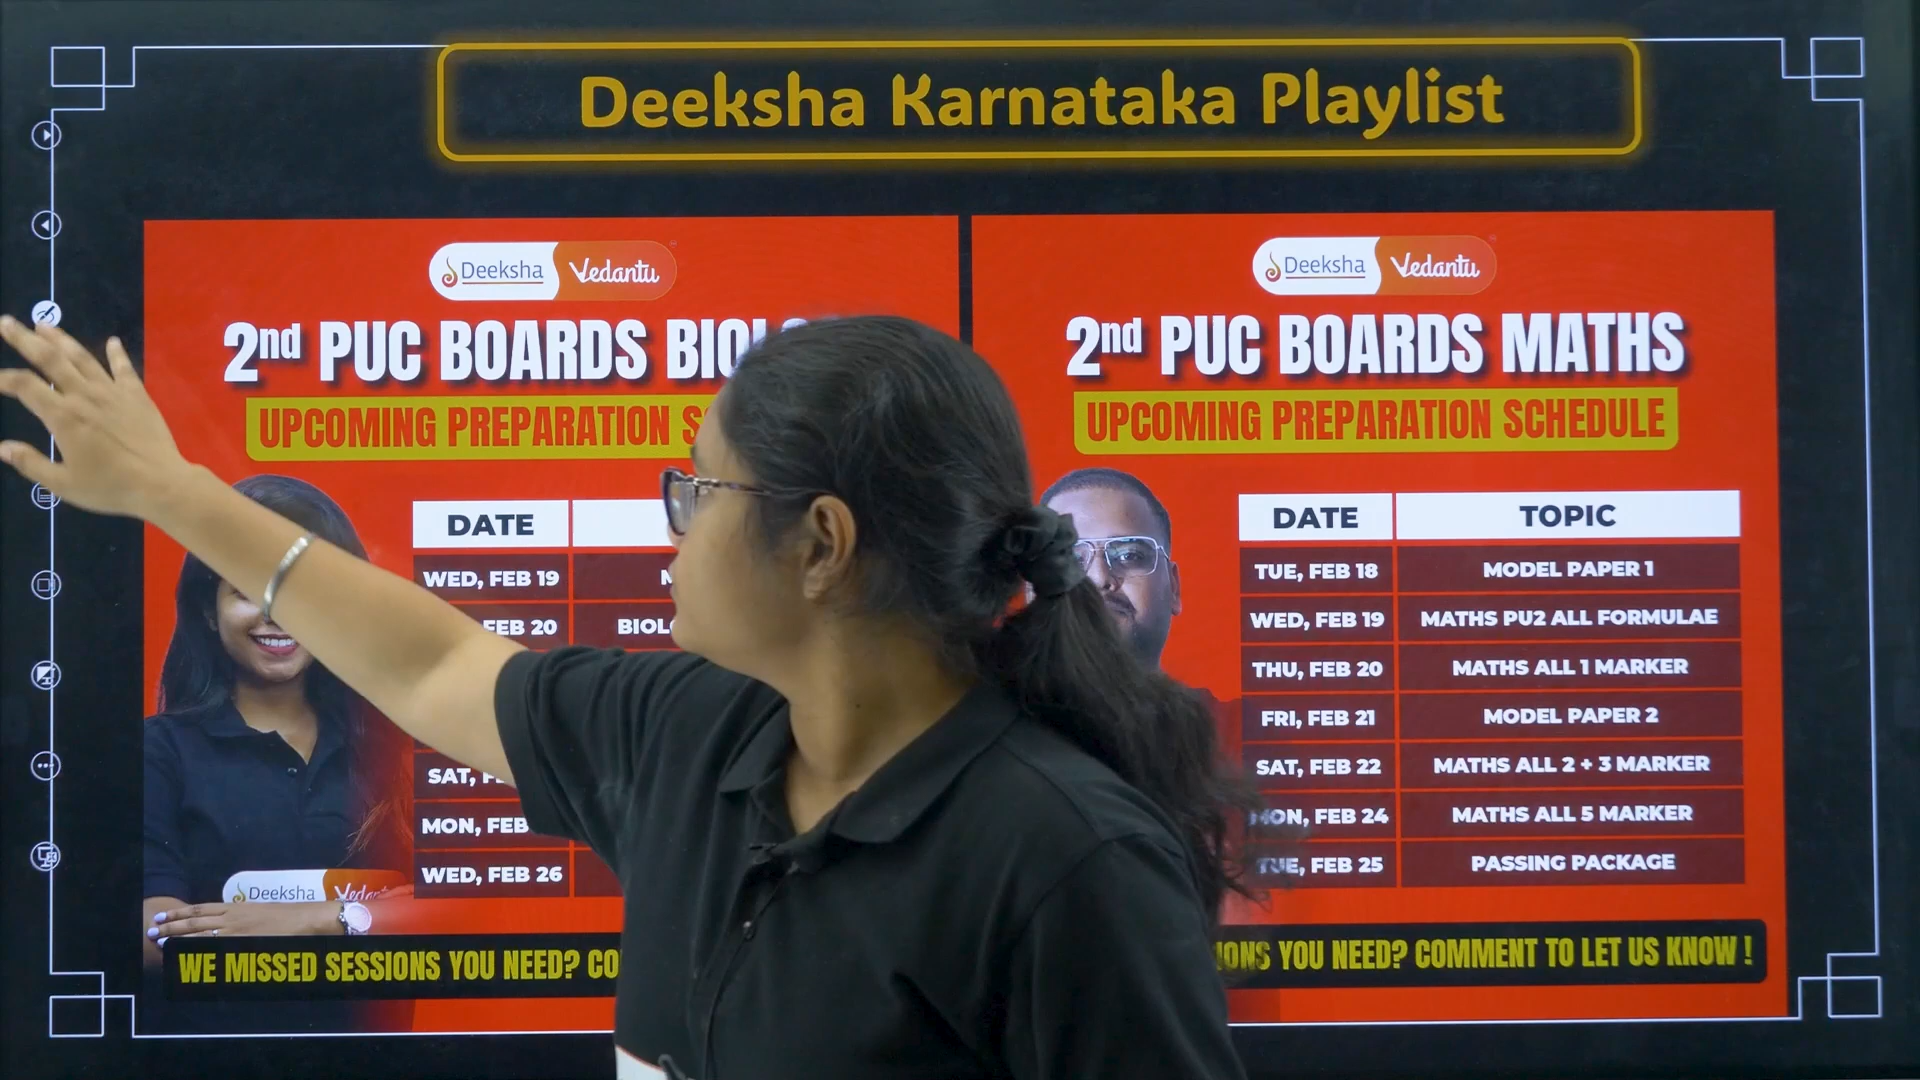 Deeksha Karnataka Playlist
Deeksha Vedantu
2nd PUC BOARDS
UPCOMING PREPARATION
DATE
WED, FEB 19
FEB 20
SAT,
MON, FEB
WED, FEB 26
Deeksha
WE MISSED SESSIONS YOU NEED?
Deeksha Vedantu
2nd PUC BOARDS MATHS
UPCOMING PREPARATION SCHEDULE
DATE TOPIC
TUE, FEB 18 MODEL PAPER 1
WED, FEB 19 MATHS PU2 ALL FORMULAE
THU, FEB 20 MATHS ALL 1 MARKER
FRI, FEB 21 MODEL PAPER 2
SAT, FEB 22 MATHS ALL 2 + 3 MARKER
MON, FEB 24 MATHS ALL 5 MARKER
TUE, FEB 25 PASSING PACKAGE
YOU NEED? COMMENT TO LET US KNOW !